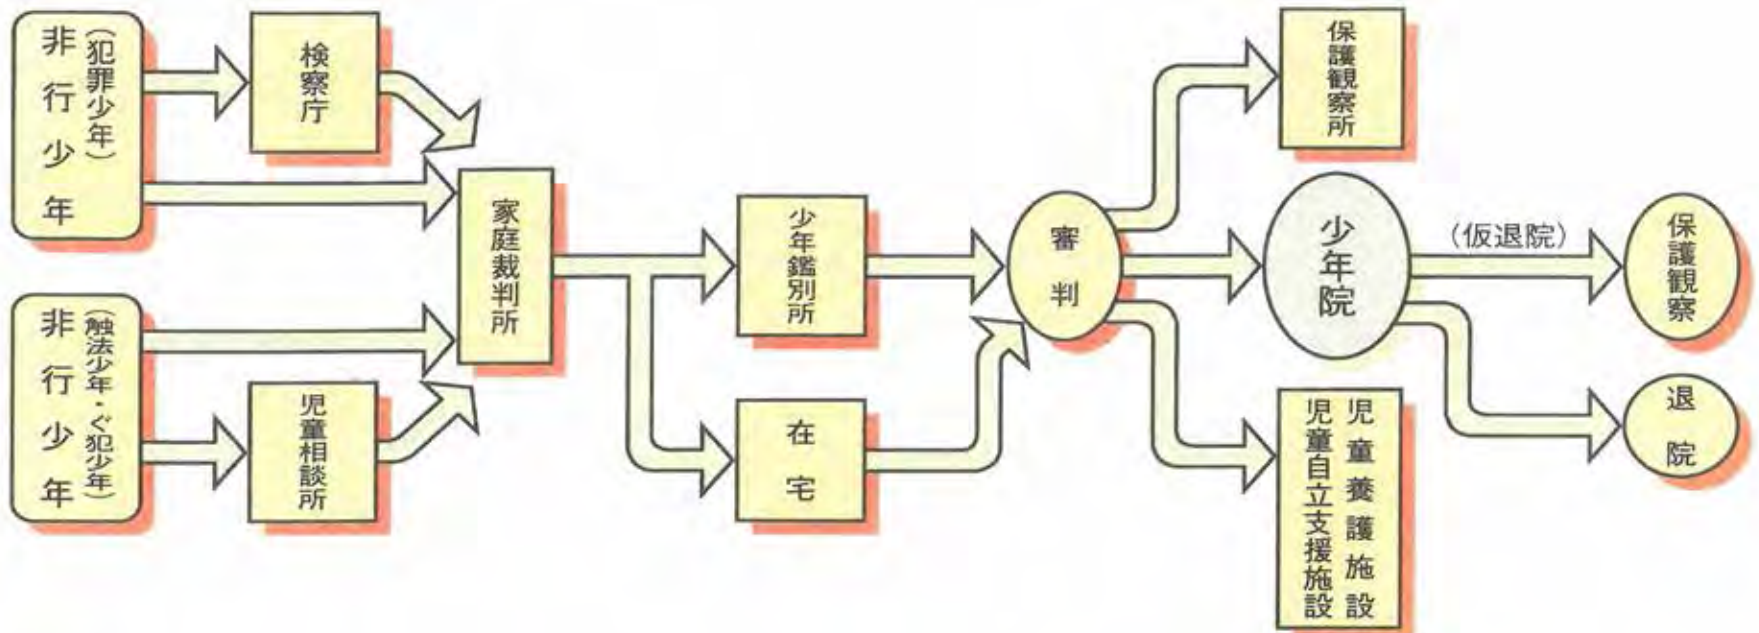 非行少年
（犯罪少年）
検察庁
非行少年
（触法少年・ぐ犯少年）
児童相談所
家庭裁判所
少年鑑別所
在宅
審判
保護観察所
少年院
児童養護施設
児童自立支援施設
（仮退院）
保護観察
退院